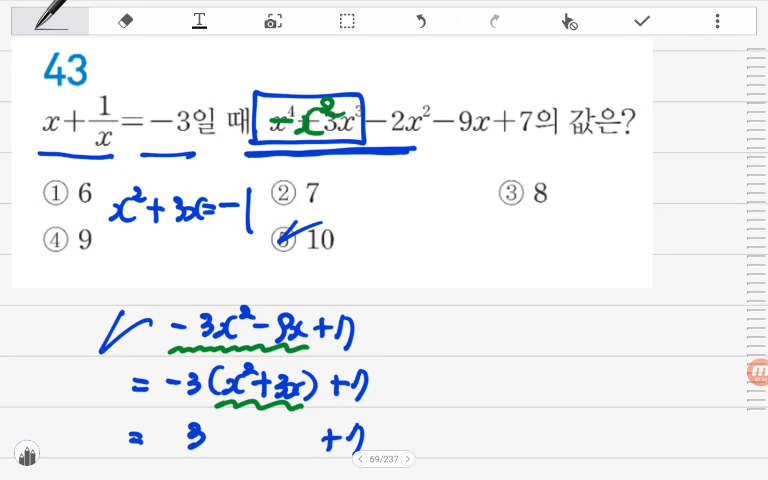 T
43
x + 1/x = -3일 때 x⁴+3x³ -x² -2x²-9x+7의 값은?
① 6 ② 7 ③ 8
x²+3x=-1
④ 9 ⑤ 10
-3x²-9x+7
= -3(x²+3x)+7
= 3 +7
69/237